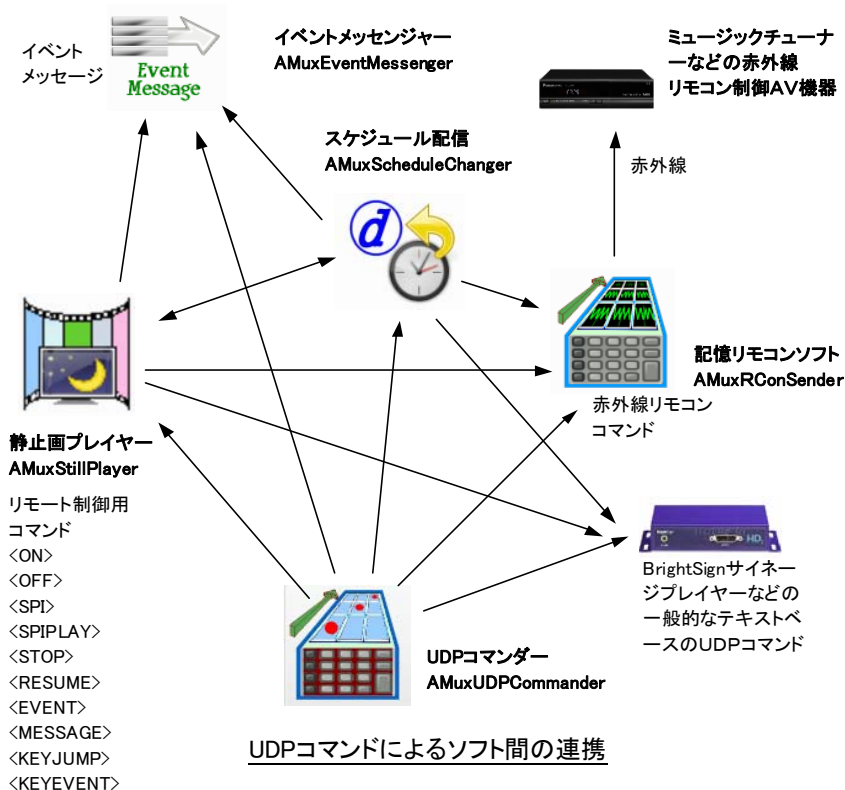 イベント
メッセージ
Event
Message
イベントメッセンジャー
AMuxEventMessenger
ミュージックチューナ
ーなどの赤外線
リモコン制御AV機器
スケジュール配信
AMuxScheduleChanger
赤外線
d
記憶リモコンソフト
AMuxRConSender
赤外線リモコン
コマンド
静止画プレイヤー
AMuxStillPlayer
リモート制御用
コマンド
<ON>
<OFF>
<SPI>
<SPIPLAY>
<STOP>
<RESUME>
<EVENT>
<MESSAGE>
<KEYJUMP>
<KEYEVENT>
HD
BrightSignサイネー
ジプレイヤーなどの
一般的なテキストベ
ースのUDPコマンド
UDPコマンダー
AMuxUDPCommander
UDPコマンドによるソフト間の連携